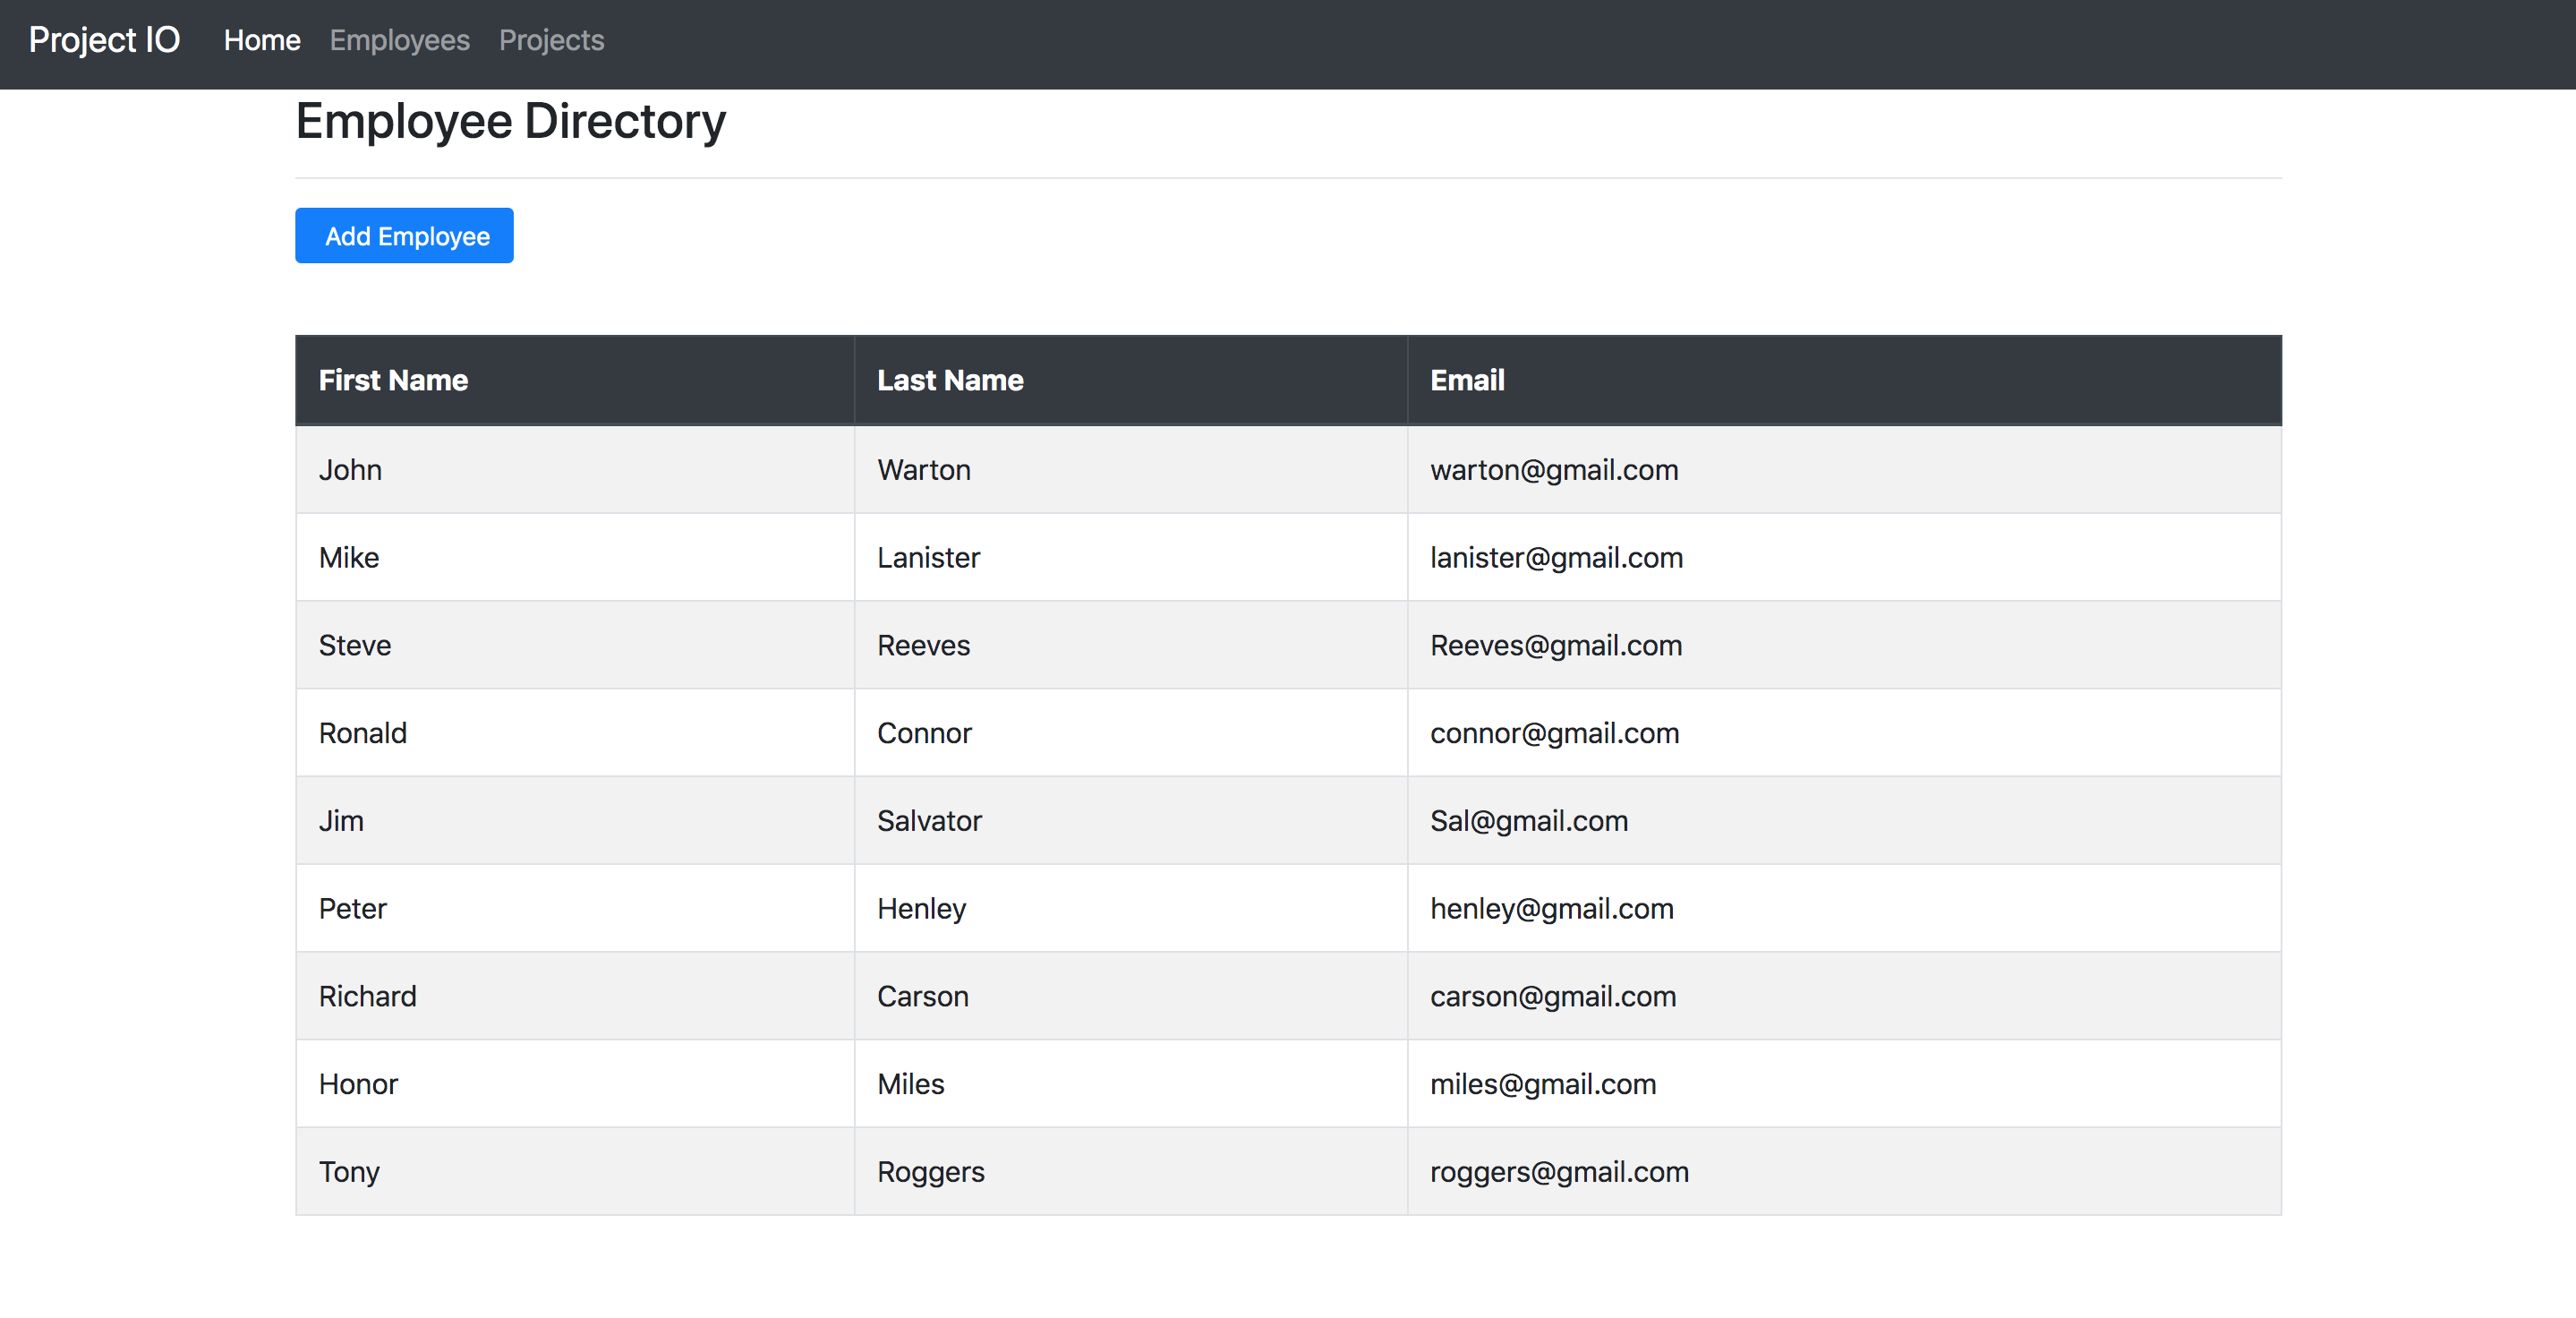 Project IO Home Employees Projects
Employee Directory
Add Employee
First Name Last Name Email
John Warton warton@gmail.com
Mike Lanister lanister@gmail.com
Steve Reeves Reeves@gmail.com
Ronald Connor connor@gmail.com
Jim Salvator Sal@gmail.com
Peter Henley henley@gmail.com
Richard Carson carson@gmail.com
Honor Miles miles@gmail.com
Tony Roggers roggers@gmail.com